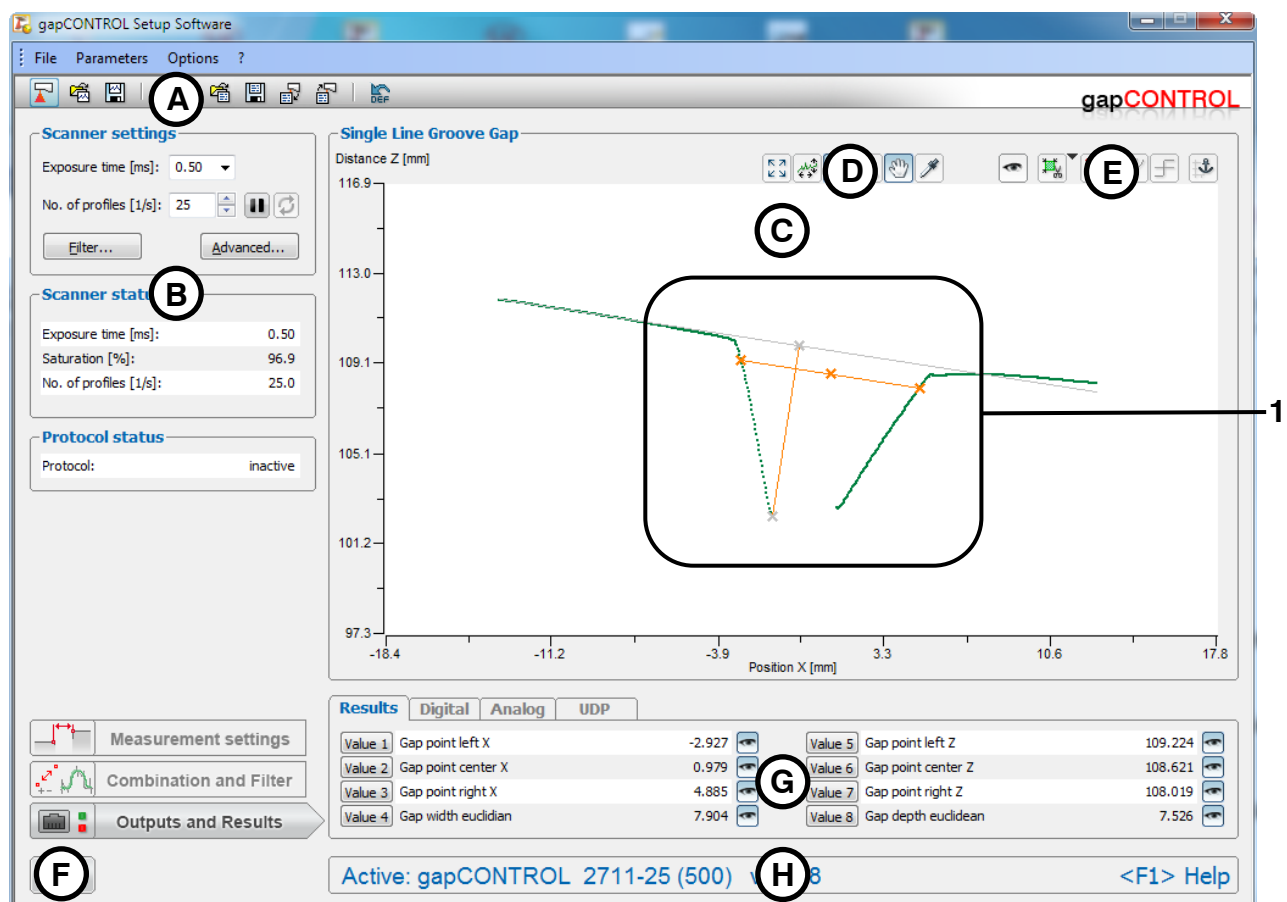 gapCONTROL Setup Software
File Parameters Options ?
A
DEF
gapCONTROL
Scanner settings
Exposure time [ms]: 0.50
No. of profiles [1/s]: 25
Filter... Advanced...
Scanner
B
Exposure time [ms]: 0.50
Saturation [%]: 96.9
No. of profiles [1/s]: 25.0
Protocol status
Protocol: inactive
Single Line Groove Gap
Distance Z [mm]
D
E
C
116.9
113.0
109.1
105.1
101.2
97.3
1
-18.4 -11.2 -3.9 3.3 10.6 17.8
Position X [mm]
Measurement settings
Combination and Filter
Outputs and Results
Results Digital Analog UDP
Value 1 Gap point left X -2.927
Value 5 Gap point left Z 109.224
Value 2 Gap point center X 0.979
Value 6 Gap point center Z 108.621
Value 3 Gap point right X 4.885
Value 7 Gap point right Z 108.019
Value 4 Gap width euclidian 7.904
Value 8 Gap depth euclidean 7.526
G
F
Active: gapCONTROL 2711-25 (500)
H
8
<F1> Help